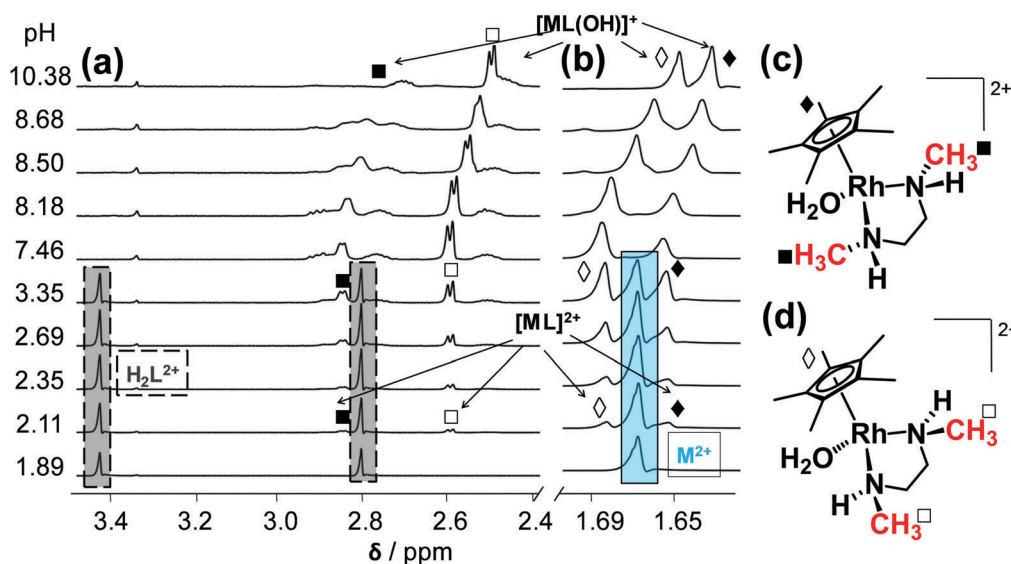 pH
(a)
[ML(OH)]⁺
(b)
(c)
10.38
8.68
8.50
8.18
7.46
3.35
2.69
2.35
2.11
1.89
H₂L²⁺
[ML]²⁺
M²⁺
3.4
3.2
3.0
2.8
2.6
2.4
1.69
1.65
δ / ppm
2+
CH₃
Rh
N
H
H₂O
N
H₃C
H
(d)
2+
H
Rh
N
CH₃
H₂O
H
N
CH₃